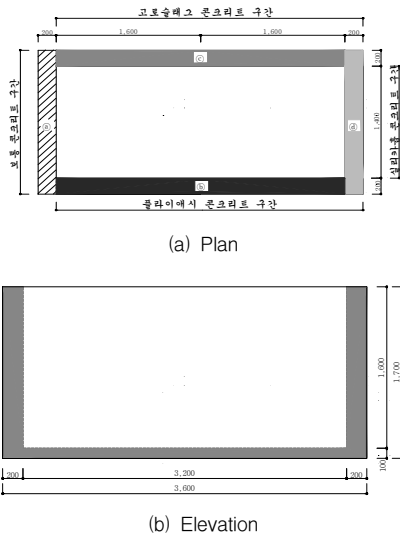 고로슬래그 콘크리트 구간
200 1,600 1,600 200
ⓒ
200
보통 콘크리트 구간
ⓐ
ⓓ
1,400
실리카흄 콘크리트 구간
ⓑ
200
플라이애시 콘크리트 구간
(a) Plan
1,600
1,700
100
200 3,200 200
3,600
(b) Elevation